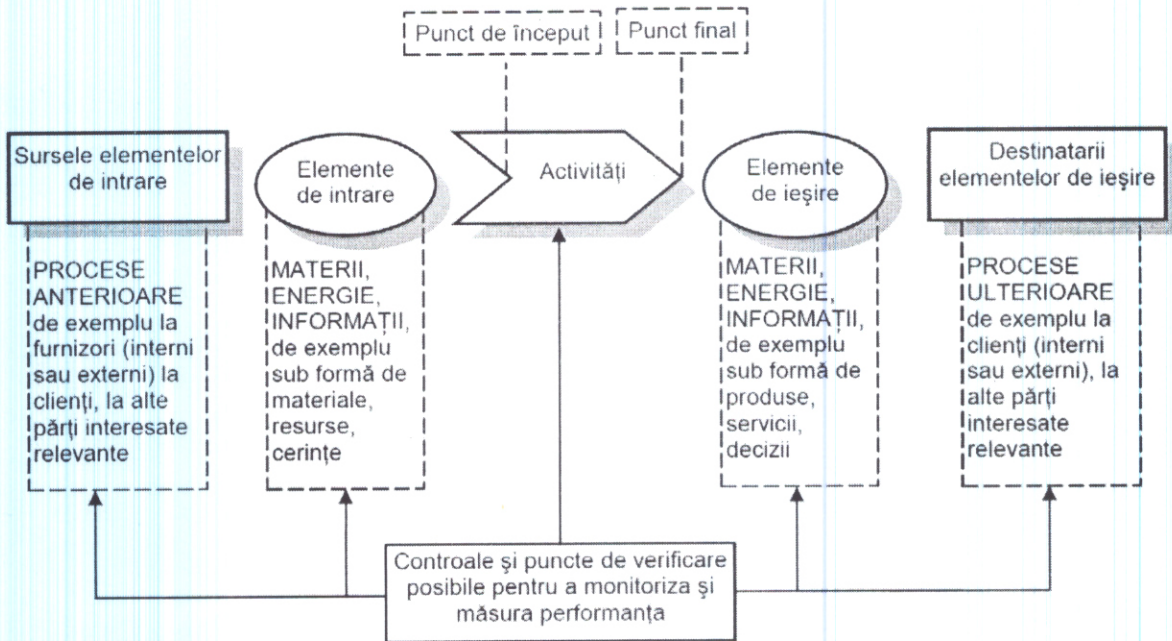 Punct de început
Punct final
Sursele elementelor
de intrare
Elemente
de intrare
Activități
Elemente
de ieşire
Destinatarii
elementelor de ieşire
PROCESE
ANTERIOARE
de exemplu la
furnizori (interni
sau externi) la
clienți, la alte
părți interesate
relevante
MATERII,
ENERGIE,
INFORMAȚII,
de exemplu
sub formă de
materiale,
resurse,
cerințe
MATERII,
ENERGIE,
INFORMAȚII,
de exemplu
sub formă de
produse,
servicii,
decizii
PROCESE
ULTERIOARE
de exemplu la
clienți (interni
sau externi), la
alte părți
interesate
relevante
Controale şi puncte de verificare
posibile pentru a monitoriza şi
măsura performanța